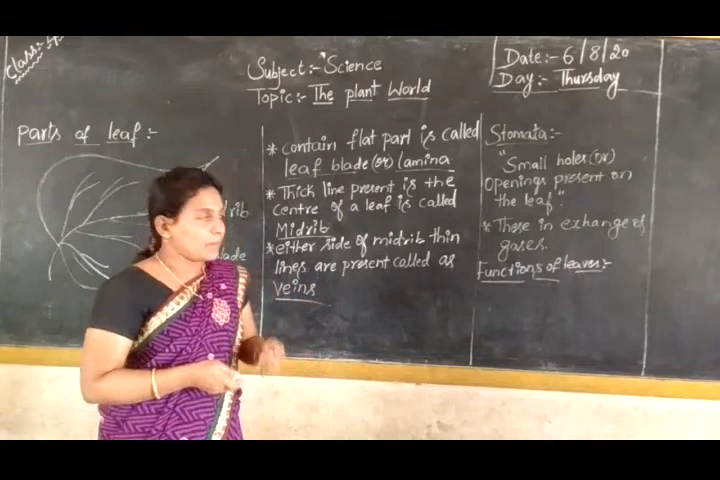 Class:- 4
Subject:- Science
Topic:- The plant World
Date:- 6/8/20
Day:- Thursday
Parts of leaf:-
* contain flat part is called
leaf blade (or) lamina
* Thick line present is the
centre of a leaf is called
Midrib.
* either side of midrib thin
lines are present called as
veins
Stomata:-
"Small holes (or)
Openings present on
the leaf".
* These in exchange of
gases.
Functions of leaves:-